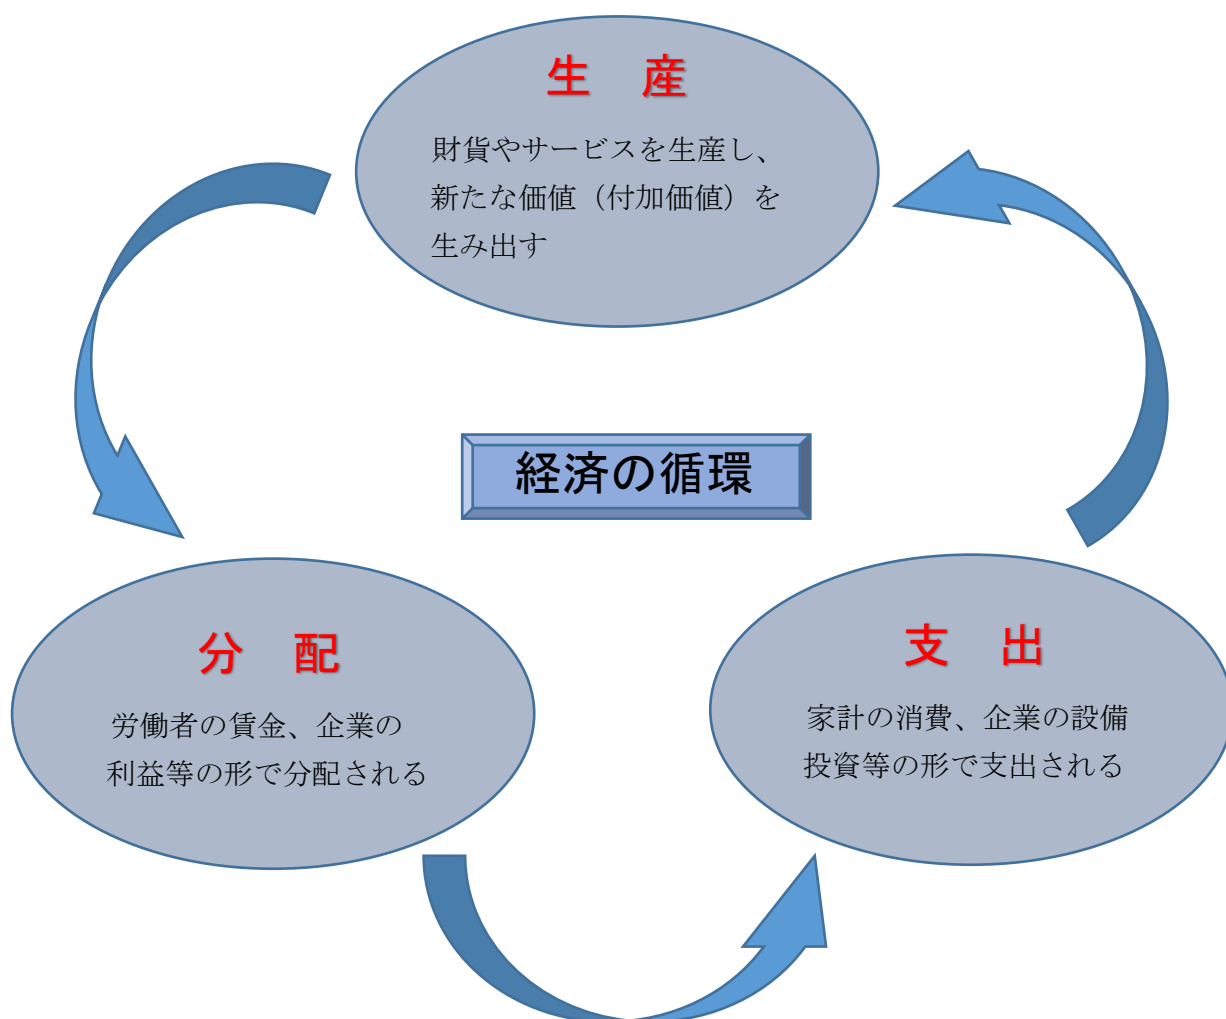 生　産
財貨やサービスを生産し、
新たな価値（付加価値）を
生み出す
経済の循環
分　配
労働者の賃金、企業の
利益等の形で分配される
支　出
家計の消費、企業の設備
投資等の形で支出される